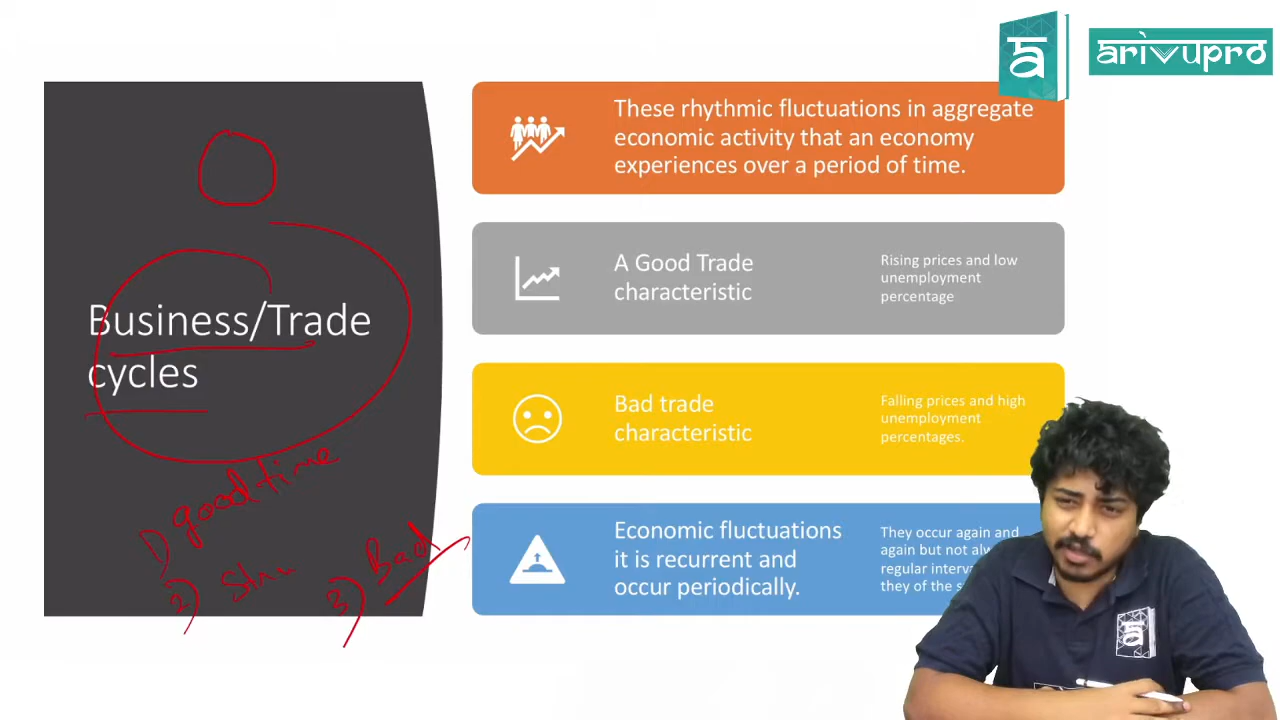 arivupro
Business/Trade
cycles
1) good time
2) Str
3) Bad
These rhythmic fluctuations in aggregate
economic activity that an economy
experiences over a period of time.
A Good Trade
characteristic
Rising prices and low
unemployment
percentage
Bad trade
characteristic
Falling prices and high
unemployment
percentages.
Economic fluctuations
it is recurrent and
occur periodically.
They occur again and
again but not
regular
they of the